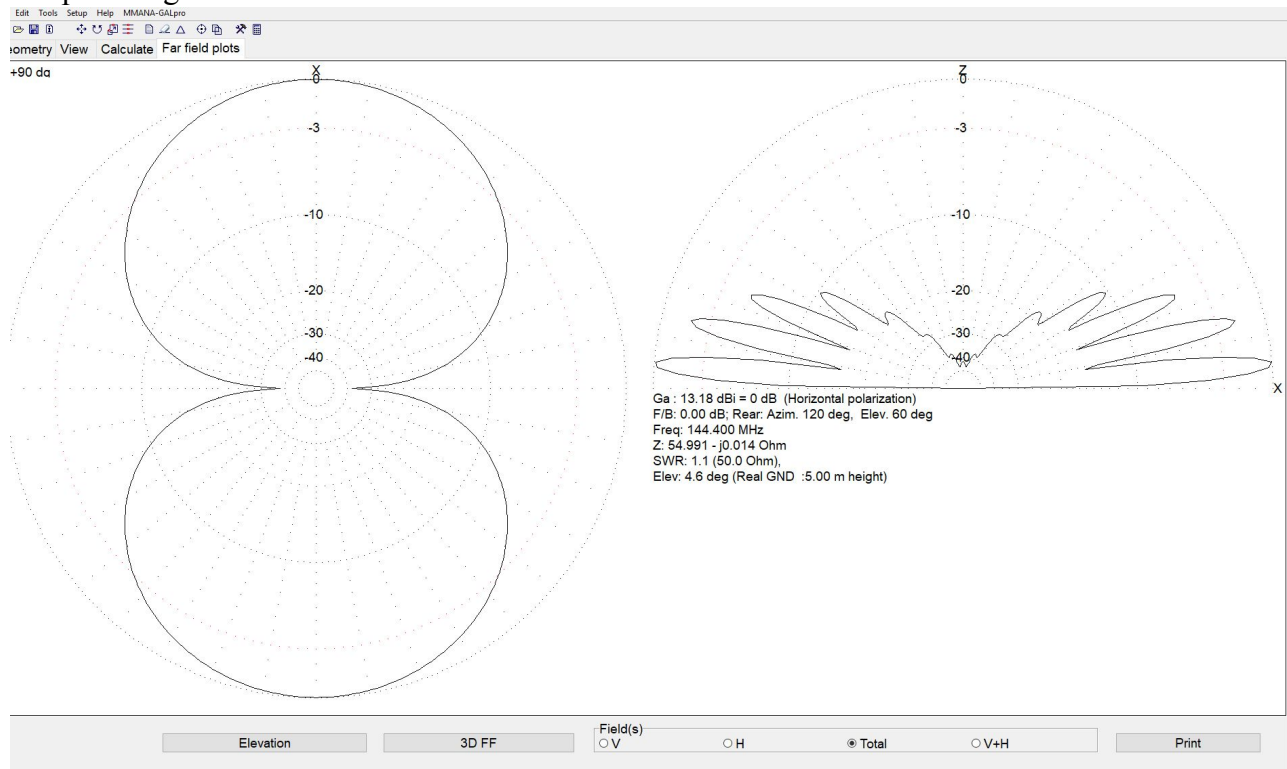 Edit Tools Setup Help MMANA-GALpro
eometry View Calculate Far field plots
+90 dg
X
0
-3
-10
-20
-30
-40
Z
0
-3
-10
-20
-30
-40
X
Ga : 13.18 dBi = 0 dB (Horizontal polarization)
F/B: 0.00 dB; Rear: Azim. 120 deg, Elev. 60 deg
Freq: 144.400 MHz
Z: 54.991 - j0.014 Ohm
SWR: 1.1 (50.0 Ohm),
Elev: 4.6 deg (Real GND :5.00 m height)
Field(s)
Elevation 3D FF V H Total V+H Print